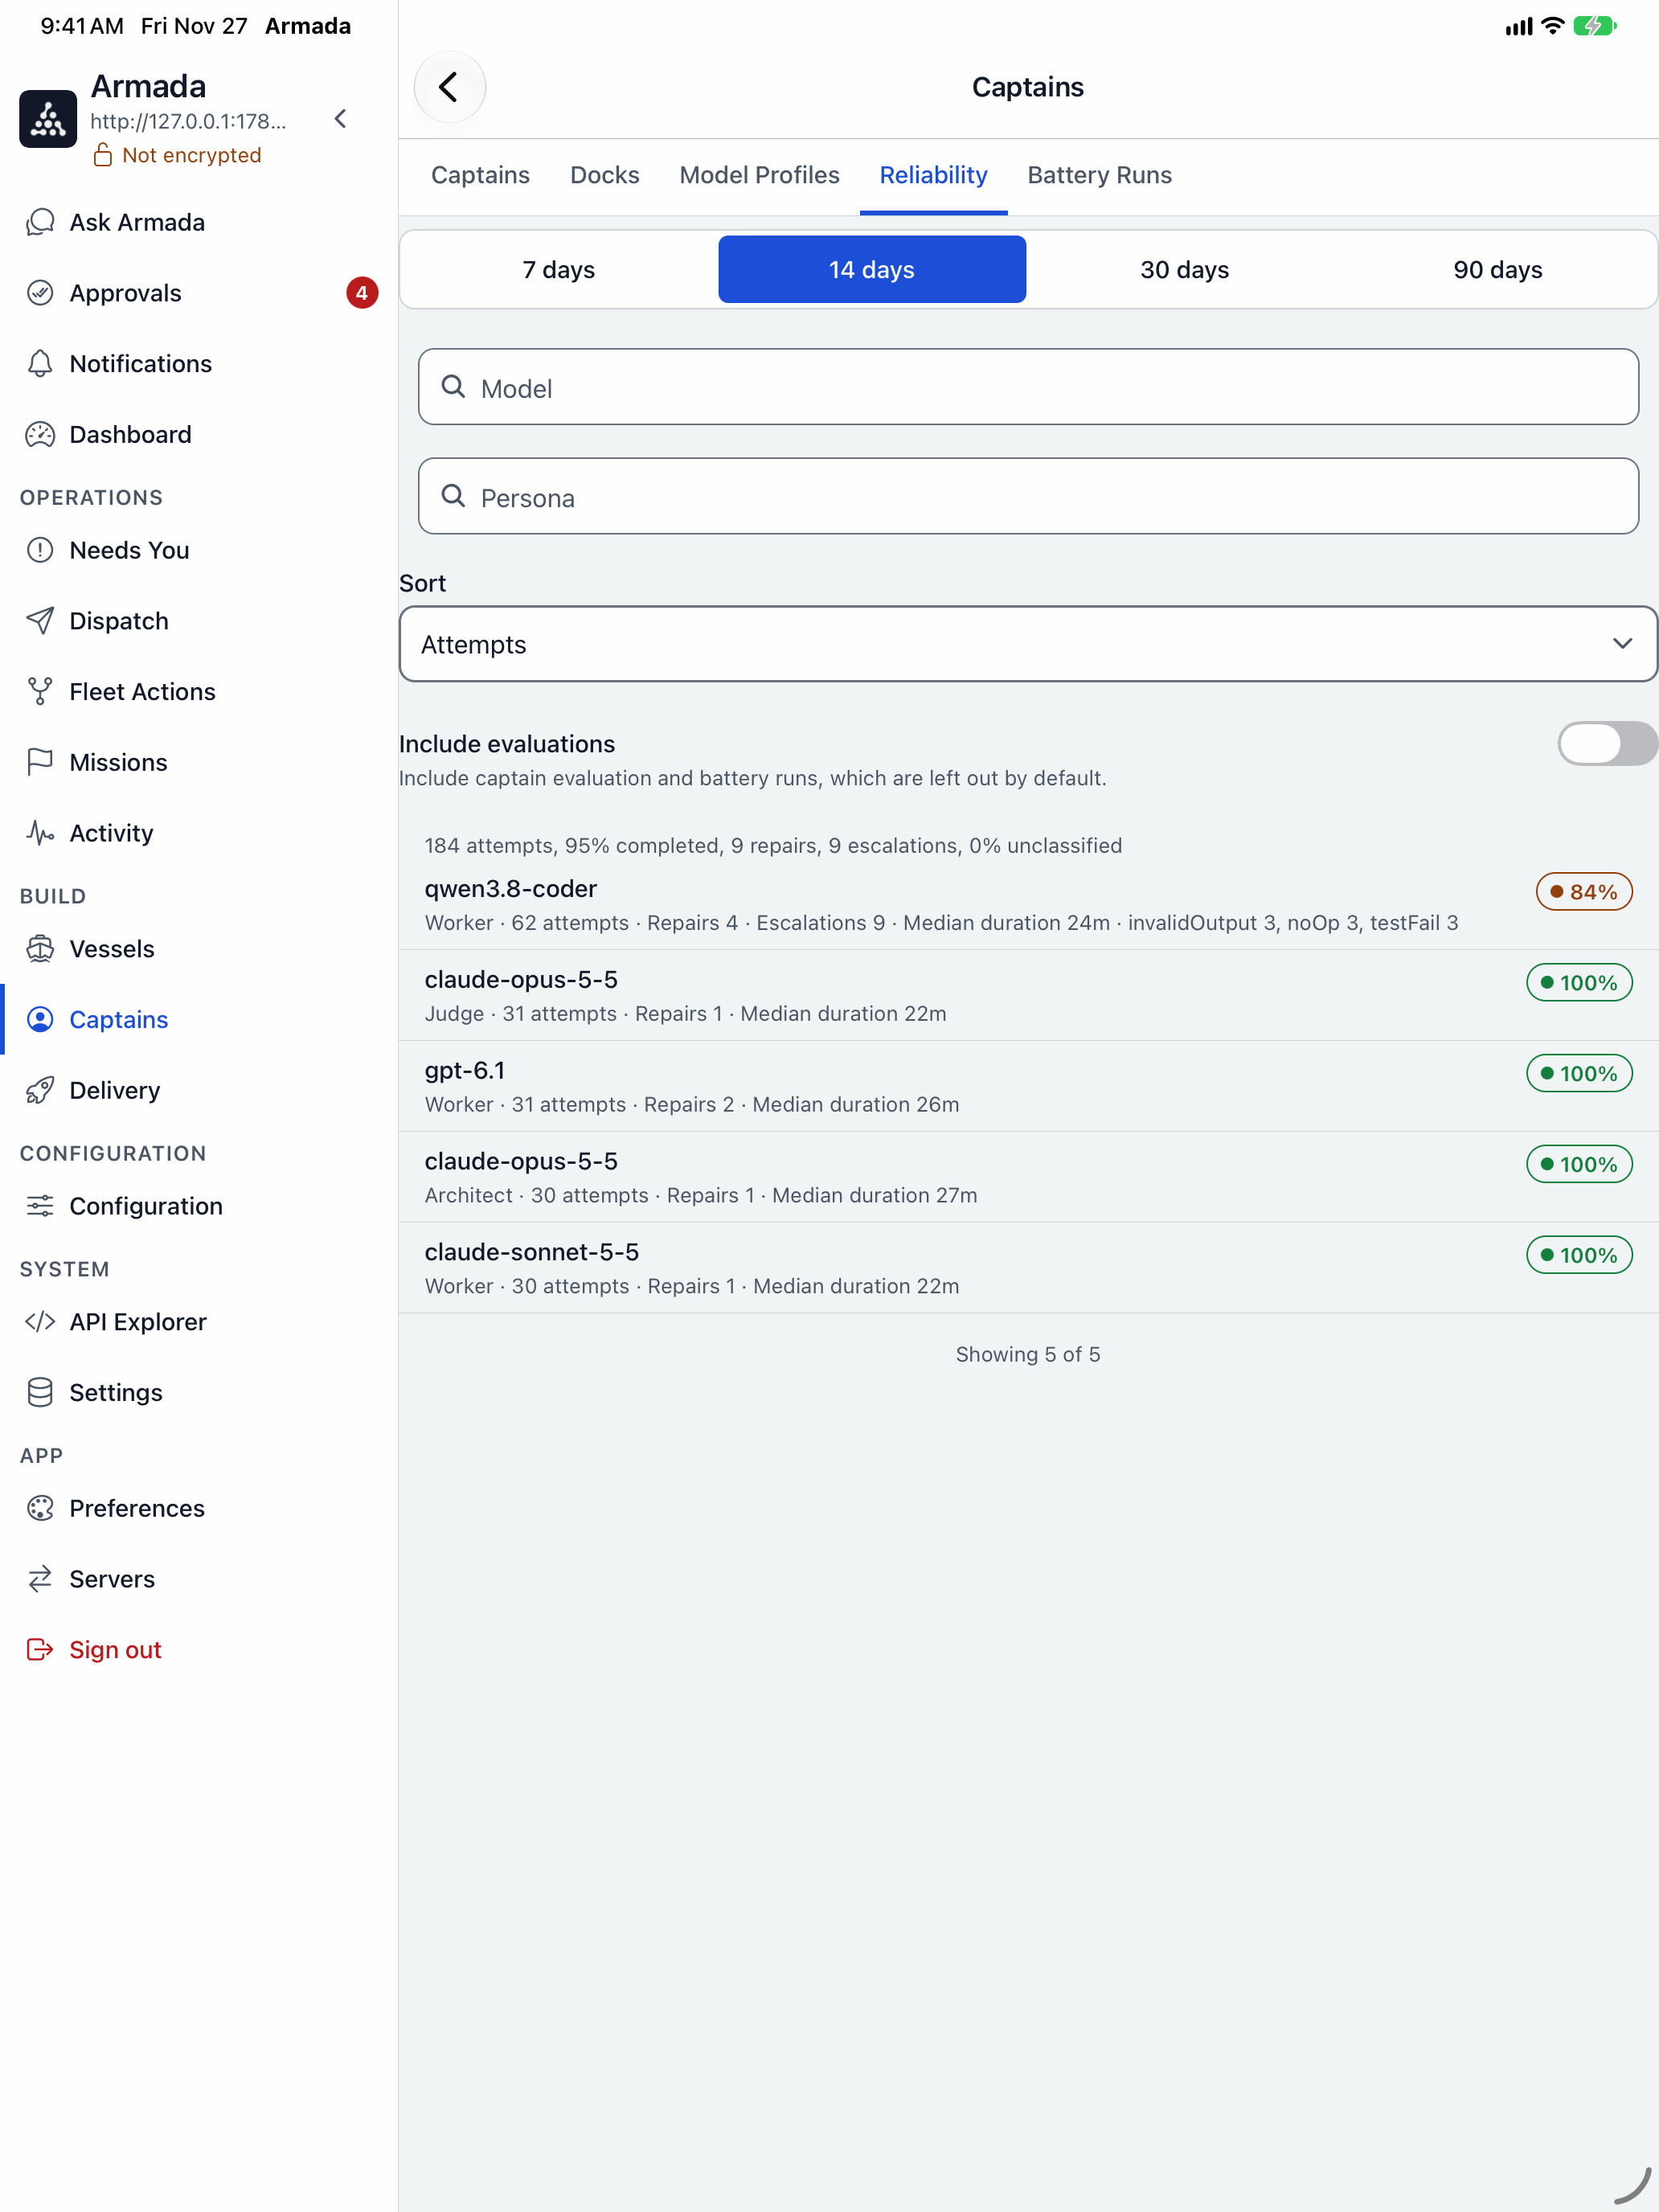 9:41 AM Fri Nov 27 Armada
Armada
http://127.0.0.1:178...
Not encrypted
Ask Armada
Approvals 4
Notifications
Dashboard
OPERATIONS
Needs You
Dispatch
Fleet Actions
Missions
Activity
BUILD
Vessels
Captains
Delivery
CONFIGURATION
Configuration
SYSTEM
API Explorer
Settings
APP
Preferences
Servers
Sign out
Captains
Captains Docks Model Profiles Reliability Battery Runs
7 days 14 days 30 days 90 days
Model
Persona
Sort
Attempts
Include evaluations
Include captain evaluation and battery runs, which are left out by default.
184 attempts, 95% completed, 9 repairs, 9 escalations, 0% unclassified
qwen3.8-coder 84%
Worker · 62 attempts · Repairs 4 · Escalations 9 · Median duration 24m · invalidOutput 3, noOp 3, testFail 3
claude-opus-5-5 100%
Judge · 31 attempts · Repairs 1 · Median duration 22m
gpt-6.1 100%
Worker · 31 attempts · Repairs 2 · Median duration 26m
claude-opus-5-5 100%
Architect · 30 attempts · Repairs 1 · Median duration 27m
claude-sonnet-5-5 100%
Worker · 30 attempts · Repairs 1 · Median duration 22m
Showing 5 of 5